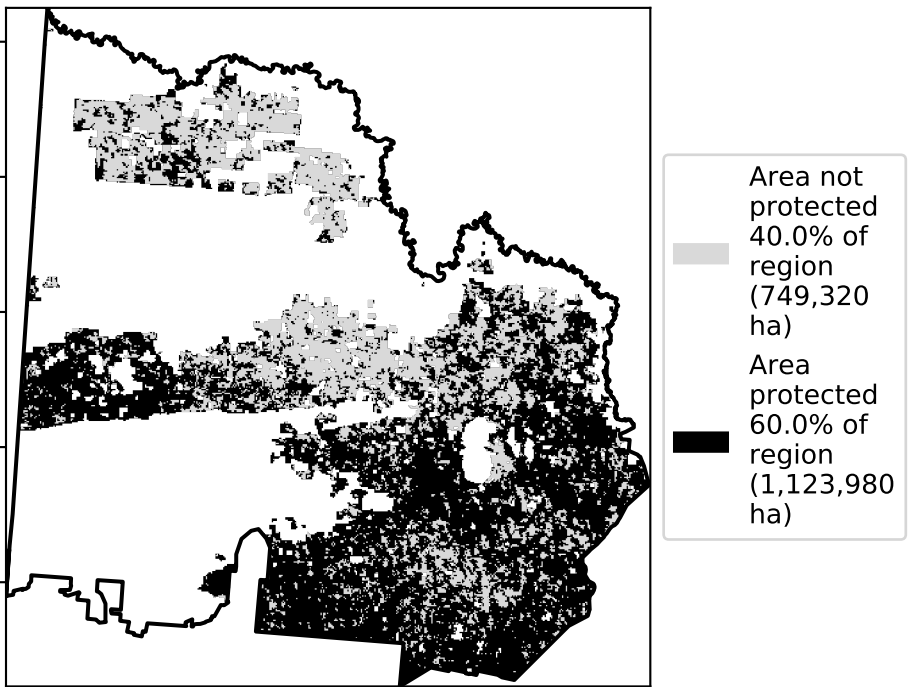 Area not
protected
40.0% of
region
(749,320
ha)
Area
protected
60.0% of
region
(1,123,980
ha)